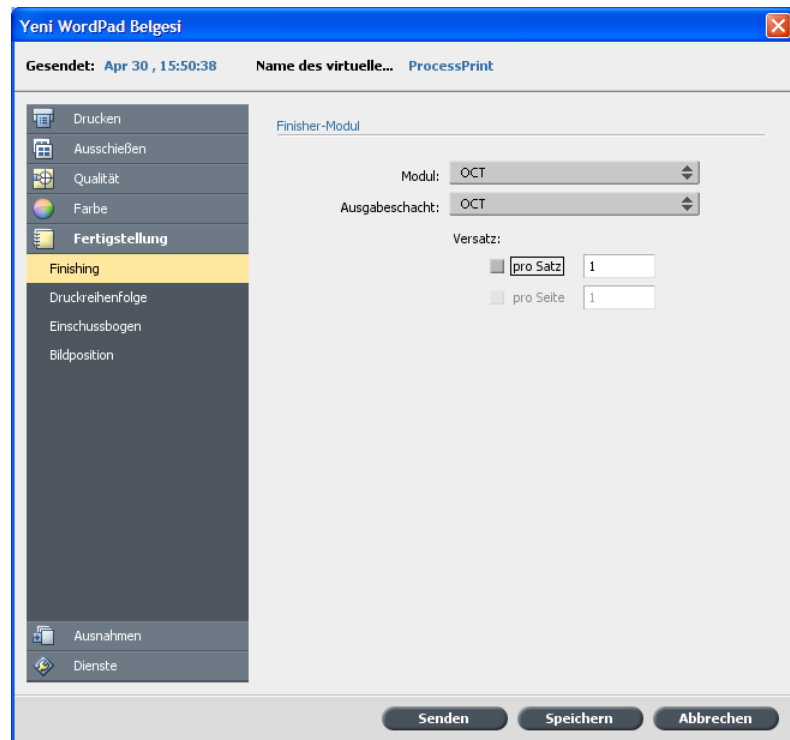 Yeni WordPad Belgesi
Gesendet: Apr 30 , 15:50:38 Name des virtuelle... ProcessPrint
Drucken
Ausschießen
Qualität
Farbe
Fertigstellung
Finishing
Druckreihenfolge
Einschussbogen
Bildposition
Ausnahmen
Dienste
Finisher-Modul
Modul: OCT
Ausgabeschacht: OCT
Versatz:
pro Satz 1
pro Seite 1
Senden Speichern Abbrechen